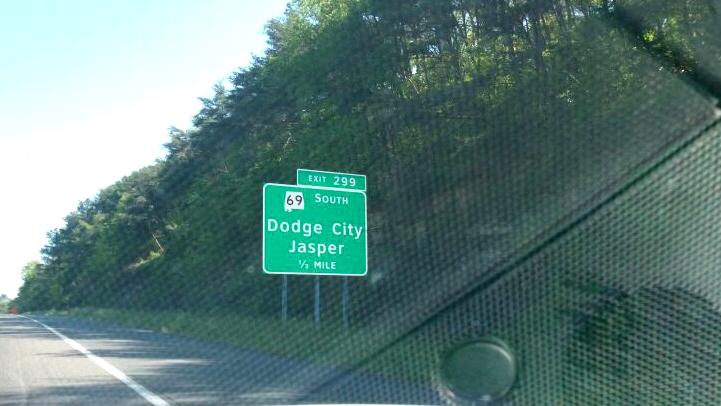 EXIT 299
69 SOUTH
Dodge City
Jasper
½ MILE